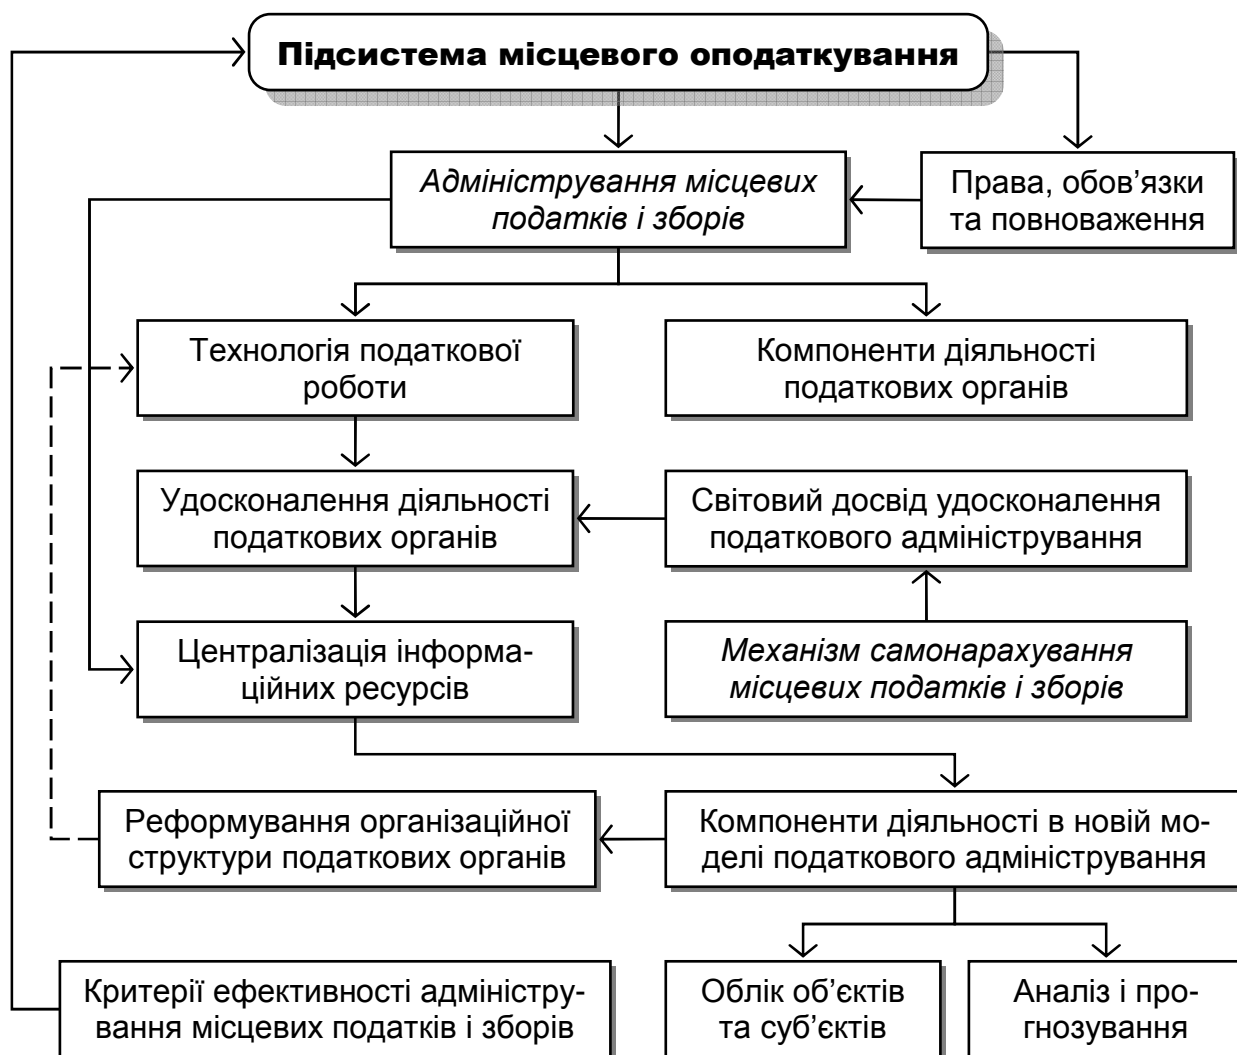 Підсистема місцевого оподаткування
Адміністрування місцевих
податків і зборів
Права, обов’язки
та повноваження
Технологія податкової
роботи
Компоненти діяльності
податкових органів
Удосконалення діяльності
податкових органів
Світовий досвід удосконалення
податкового адміністрування
Централізація інформа-
ційних ресурсів
Механізм самонарахування
місцевих податків і зборів
Реформування організаційної
структури податкових органів
Компоненти діяльності в новій мо-
делі податкового адміністрування
Критерії ефективності адміністру-
вання місцевих податків і зборів
Облік об’єктів
та суб’єктів
Аналіз і про-
гнозування